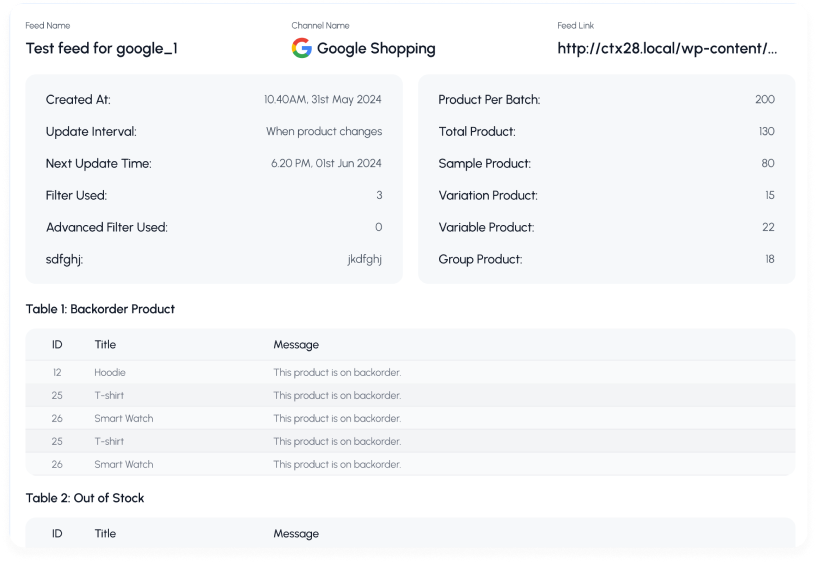 Feed Name
Test feed for google_1
Channel Name
Google Shopping
Feed Link
http://ctx28.local/wp-content/...
Created At: 10.40AM, 31st May 2024
Update Interval: When product changes
Next Update Time: 6.20 PM, 01st Jun 2024
Filter Used: 3
Advanced Filter Used: 0
sdfghj: jkdfghj
Product Per Batch: 200
Total Product: 130
Sample Product: 80
Variation Product: 15
Variable Product: 22
Group Product: 18
Table 1: Backorder Product
ID Title Message
12 Hoodie This product is on backorder.
25 T-shirt This product is on backorder.
26 Smart Watch This product is on backorder.
25 T-shirt This product is on backorder.
26 Smart Watch This product is on backorder.
Table 2: Out of Stock
ID Title Message